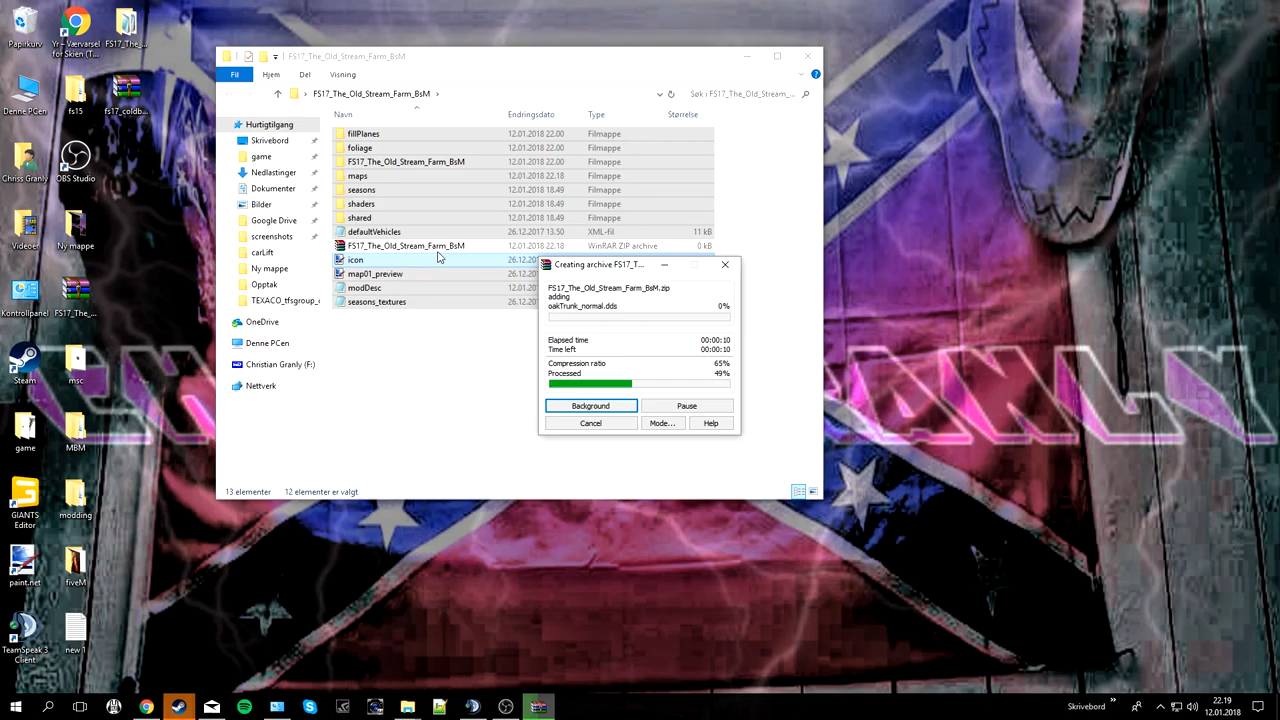 Papirkurv
Yr – Værvarsel
for Skien (T...
FS17_The_...
Denne PCen
fs15
fs17_coldb...
Chriss Granly
OBS Studio
Videoer
Ny mappe
Kontrollpanel
FS17_The_...
Steam
msc
game
MBM
GIANTS
Editor
modding
paint.net
fiveM
TeamSpeak 3
Client
new 1
FS17_The_Old_Stream_Farm_BsM
Fil
Hjem
Del
Visning
FS17_The_Old_Stream_Farm_BsM
Søk i FS17_The_Old_Stream_...
Navn
Endringsdato
Type
Størrelse
Hurtigtilgang
Skrivebord
game
Nedlastinger
Dokumenter
Bilder
Google Drive
screenshots
carLift
Ny mappe
Opptak
TEXACO_tfsgroup_c
OneDrive
Denne PCen
Christian Granly (F:)
Nettverk
fillPlanes 12.01.2018 22.00 Filmappe
foliage 12.01.2018 22.00 Filmappe
FS17_The_Old_Stream_Farm_BsM 12.01.2018 22.00 Filmappe
maps 12.01.2018 22.18 Filmappe
seasons 12.01.2018 18.49 Filmappe
shaders 12.01.2018 18.49 Filmappe
shared 12.01.2018 18.49 Filmappe
defaultVehicles 26.12.2017 13.50 XML-fil 11 kB
FS17_The_Old_Stream_Farm_BsM 12.01.2018 22.18 WinRAR ZIP archive 0 kB
icon 26.12.20
map01_preview 26.12.20
modDesc 12.01.20
seasons_textures 26.12.20
13 elementer
12 elementer er valgt
Creating archive FS17_T...
FS17_The_Old_Stream_Farm_BsM.zip
adding
oakTrunk_normal.dds 0%
Elapsed time 00:00:10
Time left 00:00:10
Compression ratio 65%
Processed 49%
Background
Pause
Cancel
Mode...
Help
Skrivebord
22.19
12.01.2018